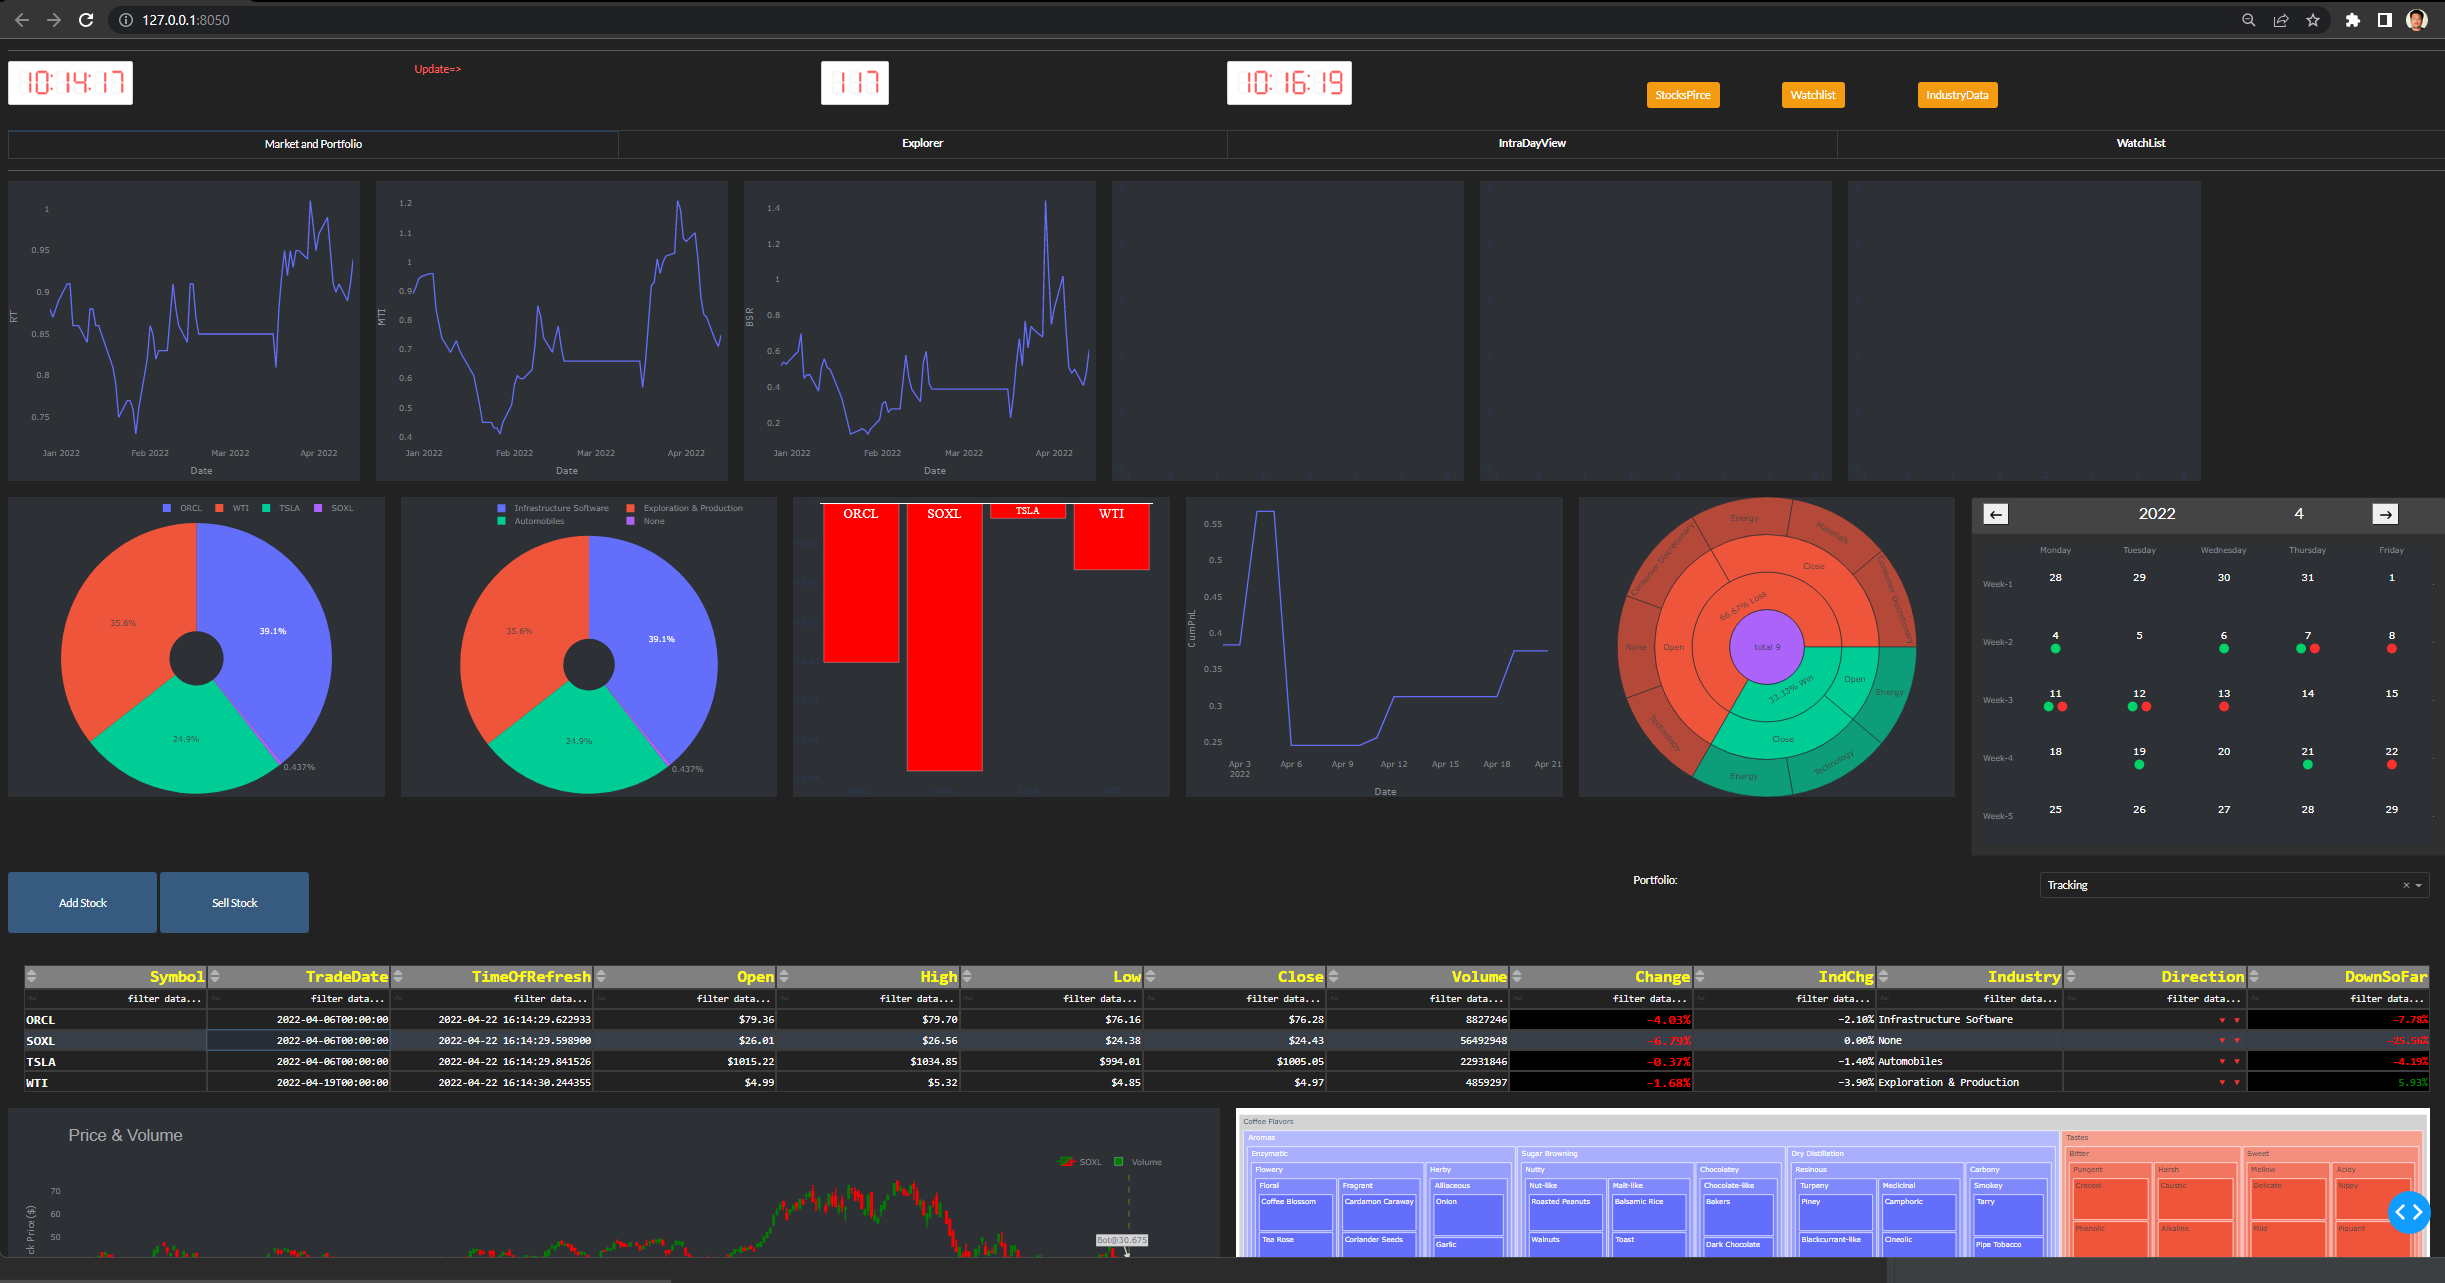 127.0.0.1:8050
10:14:17
Update=>
117
10:16:19
StocksPirce
Watchlist
IndustryData
Market and Portfolio
Explorer
IntraDayView
WatchList
1
0.95
0.9
0.85
0.8
0.75
RT
Jan 2022 Feb 2022 Mar 2022 Apr 2022
Date
1.2
1.1
1
0.9
0.8
0.7
0.6
0.5
0.4
MTI
Jan 2022 Feb 2022 Mar 2022 Apr 2022
Date
1.4
1.2
1
0.8
0.6
0.4
0.2
BSR
Jan 2022 Feb 2022 Mar 2022 Apr 2022
Date
ORCL WTI TSLA SOXL
35.6%
39.1%
24.9%
0.437%
Infrastructure Software Exploration & Production
Automobiles None
35.6%
39.1%
24.9%
0.437%
ORCL SOXL TSLA WTI
0.55
0.5
0.45
0.4
0.35
0.3
0.25
CumPnL
Apr 3 Apr 6 Apr 9 Apr 12 Apr 15 Apr 18 Apr 21
2022
Date
Energy
Materials
Consumer Discretionary
Consumer Discretionary
Close
66.67% Loss
None
Open
total 9
Technology
33.33% Win
Open
Energy
Close
Technology
Energy
← 2022 4 →
Monday Tuesday Wednesday Thursday Friday
Week-1 28 29 30 31 1
Week-2 4 5 6 7 8
Week-3 11 12 13 14 15
Week-4 18 19 20 21 22
Week-5 25 26 27 28 29
Add Stock
Sell Stock
Portfolio:
Tracking
Symbol TradeDate TimeOfRefresh Open High Low Close Volume Change IndChg Industry Direction DownSoFar
filter data... filter data... filter data... filter data... filter data... filter data... filter data... filter data... filter data... filter data... filter data... filter data... filter data...
ORCL 2022-04-06T00:00:00 2022-04-22 16:14:29.622933 $79.36 $79.70 $76.16 $76.28 8827246 -4.03% -2.10% Infrastructure Software ▼ ▼ -7.78%
SOXL 2022-04-06T00:00:00 2022-04-22 16:14:29.598900 $26.01 $26.56 $24.38 $24.43 56492948 -6.79% 0.00% None ▼ ▼ -25.56%
TSLA 2022-04-06T00:00:00 2022-04-22 16:14:29.841526 $1015.22 $1034.85 $994.01 $1005.05 22931846 -0.37% -1.40% Automobiles ▼ ▼ -4.19%
WTI 2022-04-19T00:00:00 2022-04-22 16:14:30.244355 $4.99 $5.32 $4.85 $4.97 4859297 -1.68% -3.90% Exploration & Production ▼ ▼ 5.93%
Price & Volume
SOXL Volume
70
60
50
ck Price($)
Bot@30.675
Coffee Flavors
Aromas Tastes
Enzymatic Sugar Browning Dry Distillation Bitter Sweet
Flowery Herby Nutty Chocolatey Resinous Carbony Pungent Harsh Mellow Acidy
Floral Fragrant Alliaceous Nut-like Malt-like Chocolate-like Turpeny Medicinal Smokey Creosol Caustic Delicate Nippy
Coffee Blossom Cardamon Caraway Onion Roasted Peanuts Balsamic Rice Bakers Piney Camphoric Tarry
Phenolic Alkaline Mild Piquant
Tea Rose Coriander Seeds Garlic Walnuts Toast Dark Chocolate Blackcurrant-like Cineolic Pipe Tobacco